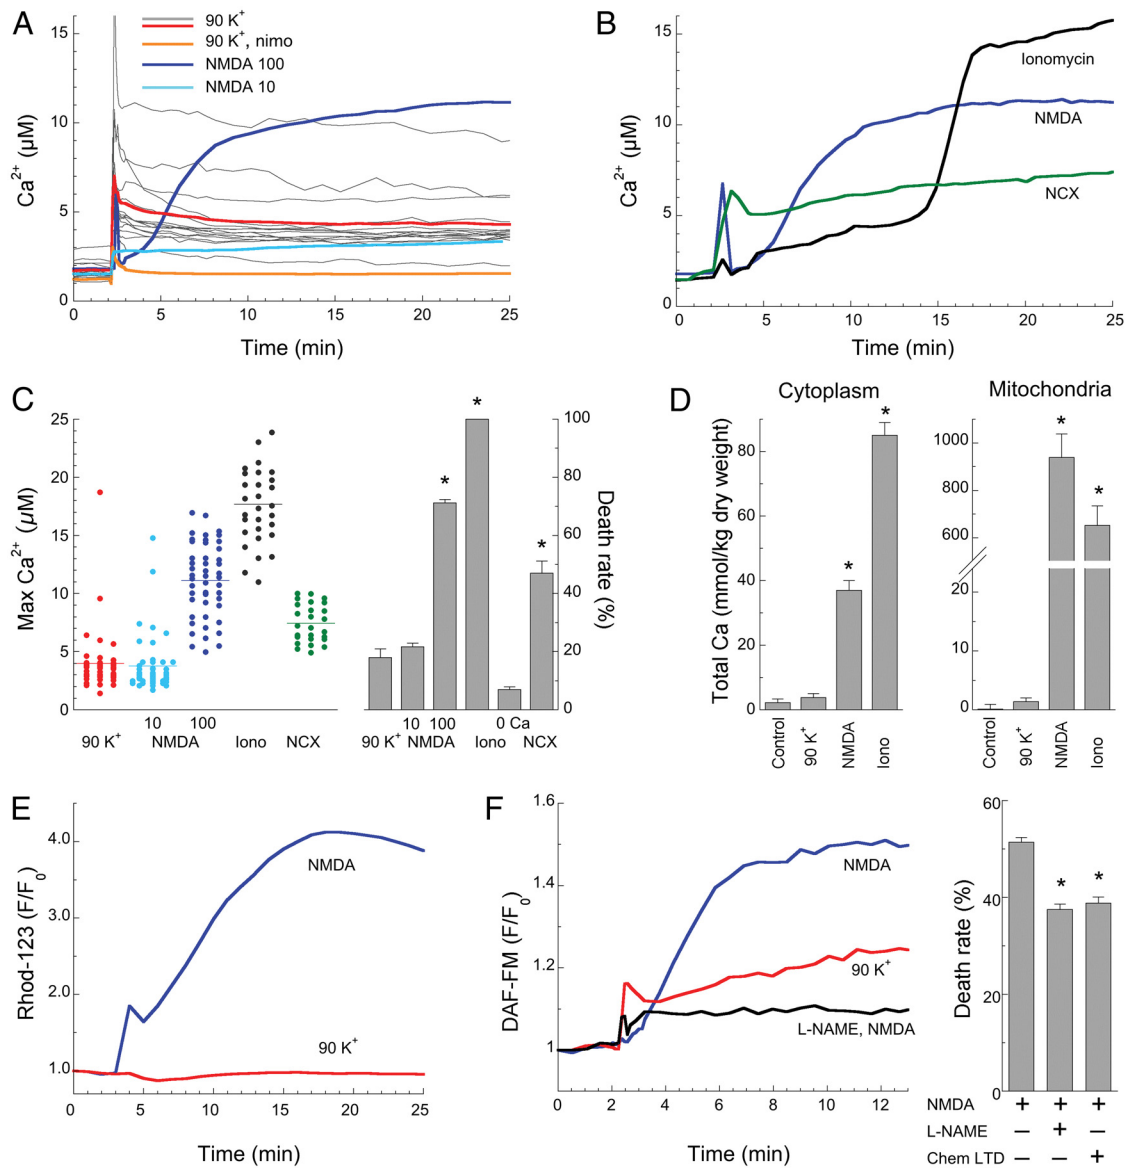 A
90 K+
90 K+, nimo
NMDA 100
NMDA 10
Ca2+ (µM)
15
10
5
0
0 5 10 15 20 25
Time (min)
B
Ionomycin
NMDA
NCX
Ca2+ (µM)
15
10
5
0
0 5 10 15 20 25
Time (min)
C
Max Ca2+ (µM)
25
20
15
10
5
0
10 100
90 K+ NMDA Iono NCX
* * *
100
80
60
40
20
0
Death rate (%)
10 100 0 Ca
90 K+ NMDA Iono NCX
D
Cytoplasm
Total Ca (mmol/kg dry weight)
80
60
40
20
0
* *
Control
90 K+
NMDA
Iono
Mitochondria
1000
800
600
20
10
0
* *
Control
90 K+
NMDA
Iono
E
Rhod-123 (F/F0)
4.0
3.0
2.0
1.0
NMDA
90 K+
0 5 10 15 20 25
Time (min)
F
DAF-FM (F/F0)
1.6
1.4
1.2
1
NMDA
90 K+
L-NAME, NMDA
0 2 4 6 8 10 12
Time (min)
Death rate (%)
60
40
20
0
* *
NMDA + + +
L-NAME – + –
Chem LTD – – +